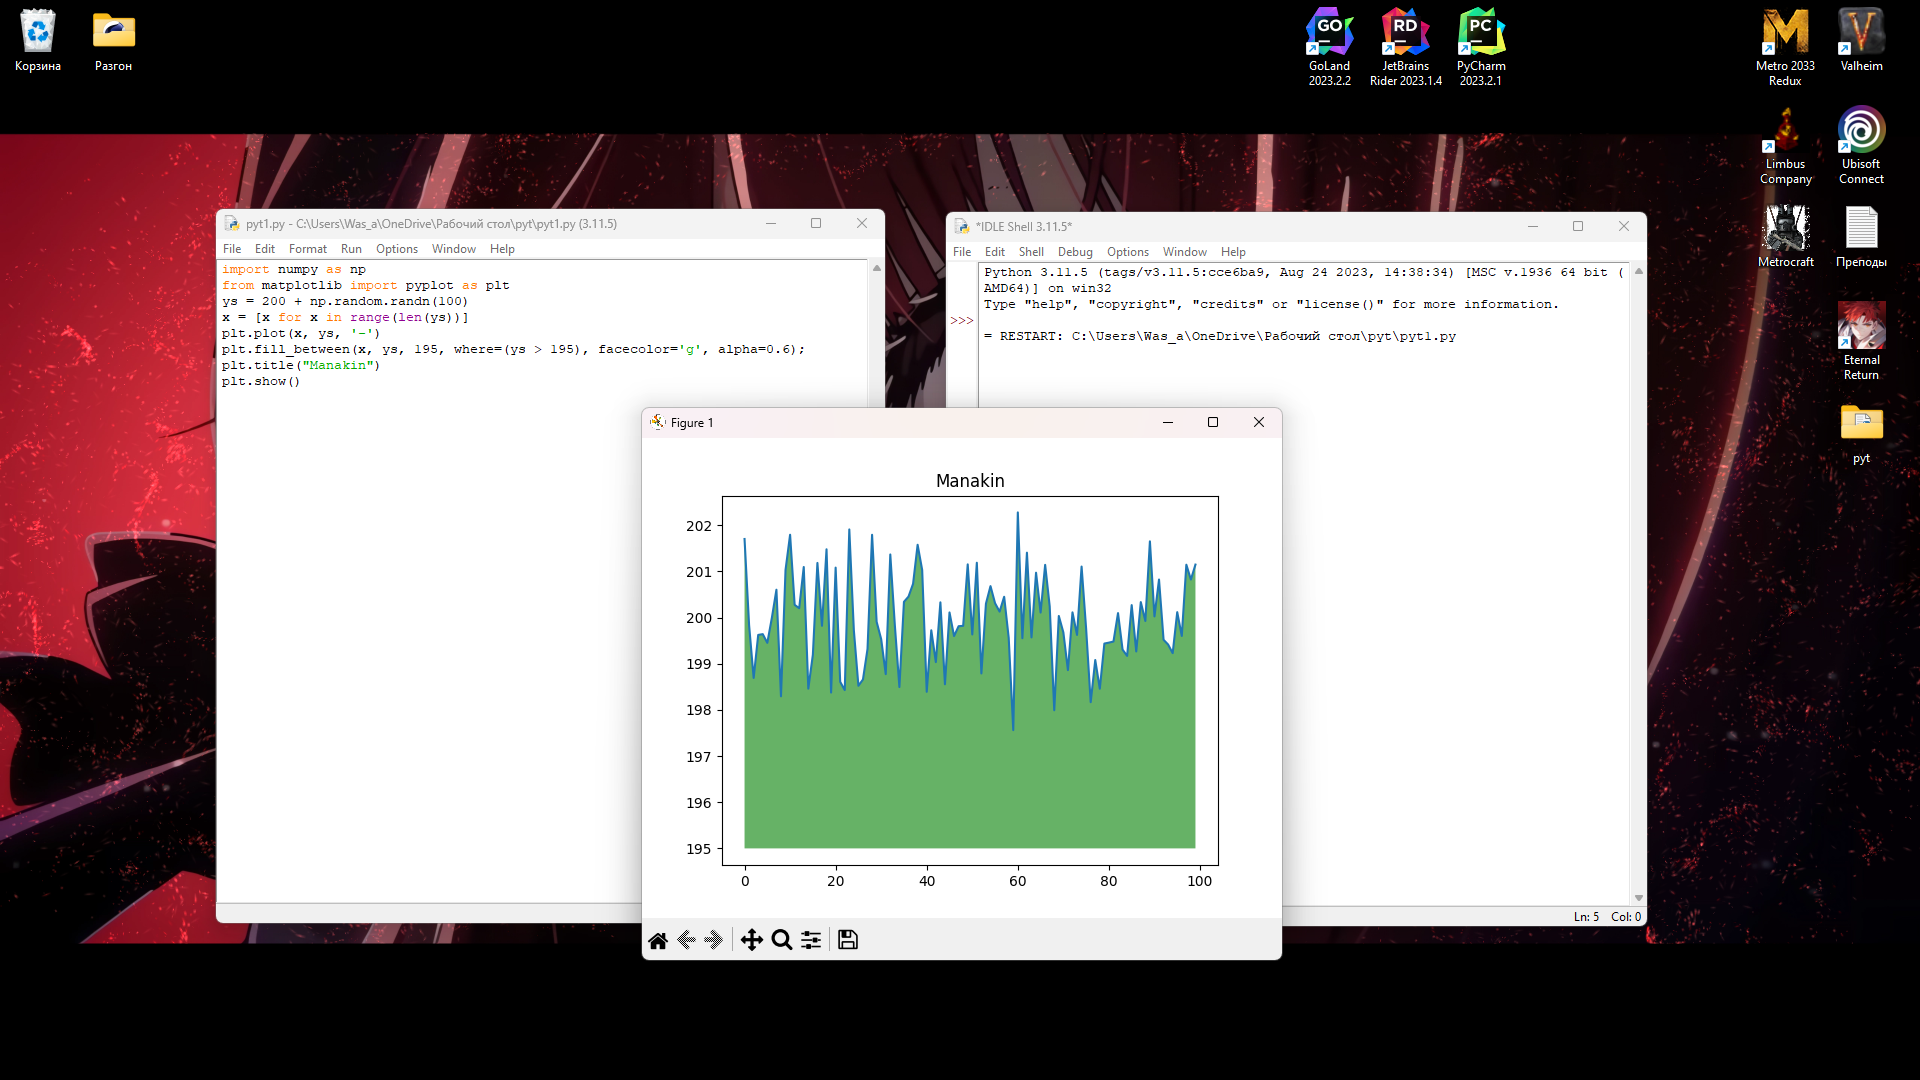 Корзина
Разгон
GO
GoLand
2023.2.2
RD
JetBrains
Rider 2023.1.4
PC
PyCharm
2023.2.1
Metro 2033
Redux
Valheim
Limbus
Company
Ubisoft
Connect
Metrocraft
Преподы
Eternal
Return
pyt
pyt1.py - C:\Users\Was_a\OneDrive\Рабочий стол\pyt\pyt1.py (3.11.5)
File Edit Format Run Options Window Help
import numpy as np
from matplotlib import pyplot as plt
ys = 200 + np.random.randn(100)
x = [x for x in range(len(ys))]
plt.plot(x, ys, '-')
plt.fill_between(x, ys, 195, where=(ys > 195), facecolor='g', alpha=0.6);
plt.title("Manakin")
plt.show()
*IDLE Shell 3.11.5*
File Edit Shell Debug Options Window Help
Python 3.11.5 (tags/v3.11.5:cce6ba9, Aug 24 2023, 14:38:34) [MSC v.1936 64 bit (
AMD64)] on win32
Type "help", "copyright", "credits" or "license()" for more information.
>>>
= RESTART: C:\Users\Was_a\OneDrive\Рабочий стол\pyt\pyt1.py
Ln: 5 Col: 0
Figure 1
Manakin
202
201
200
199
198
197
196
195
0 20 40 60 80 100